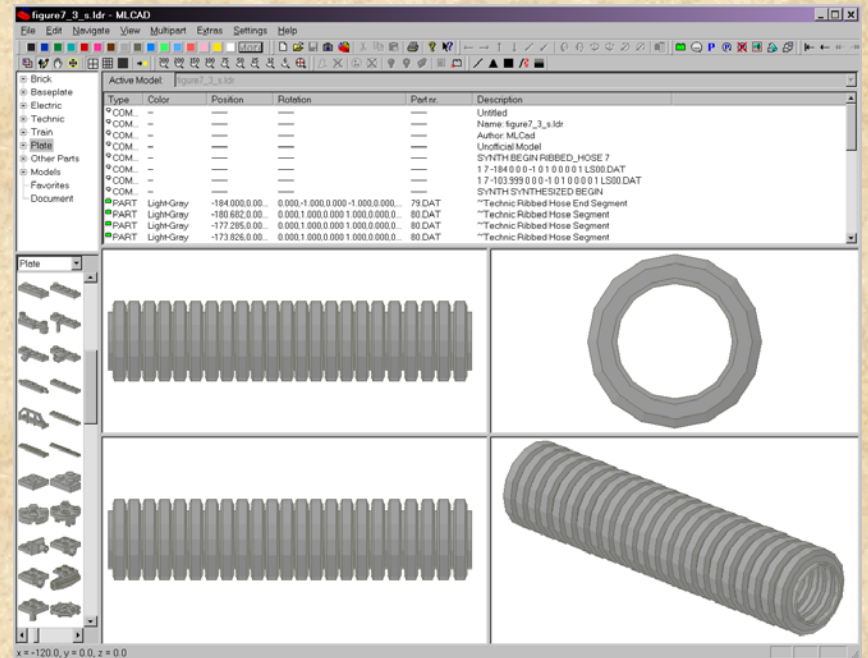 figure7_3_s.ldr - MLCAD
File Edit Navigate View Multipart Extras Settings Help
More
Brick
Baseplate
Electric
Technic
Train
Plate
Other Parts
Models
Favorites
Document
Active Model: figure7_3_s.ldr
Type Color Position Rotation Part nr. Description
COM... – —— —— Untitled
COM... – —— —— Name: figure7_3_s.ldr
COM... – —— —— Author: MLCad
COM... – —— —— Unofficial Model
COM... – —— —— SYNTH BEGIN RIBBED_HOSE 7
COM... – —— —— 1 7 -184 0 0 0 -1 0 1 0 0 0 0 1 LS00.DAT
COM... – —— —— 1 7 -103.999 0 0 0 -1 0 1 0 0 0 0 1 LS00.DAT
COM... – —— —— SYNTH SYNTHESIZED BEGIN
PART Light-Gray -184.000,0.00... 0.000,-1.000,0.000 -1.000,0.000,... 79.DAT ~Technic Ribbed Hose End Segment
PART Light-Gray -180.682,0.00... 0.000,1.000,0.000 1.000,0.000,0... 80.DAT ~Technic Ribbed Hose Segment
PART Light-Gray -177.285,0.00... 0.000,1.000,0.000 1.000,0.000,0... 80.DAT ~Technic Ribbed Hose Segment
PART Light-Gray -173.826,0.00... 0.000,1.000,0.000 1.000,0.000,0... 80.DAT ~Technic Ribbed Hose Segment
Plate
x = -120.0, y = 0.0, z = 0.0